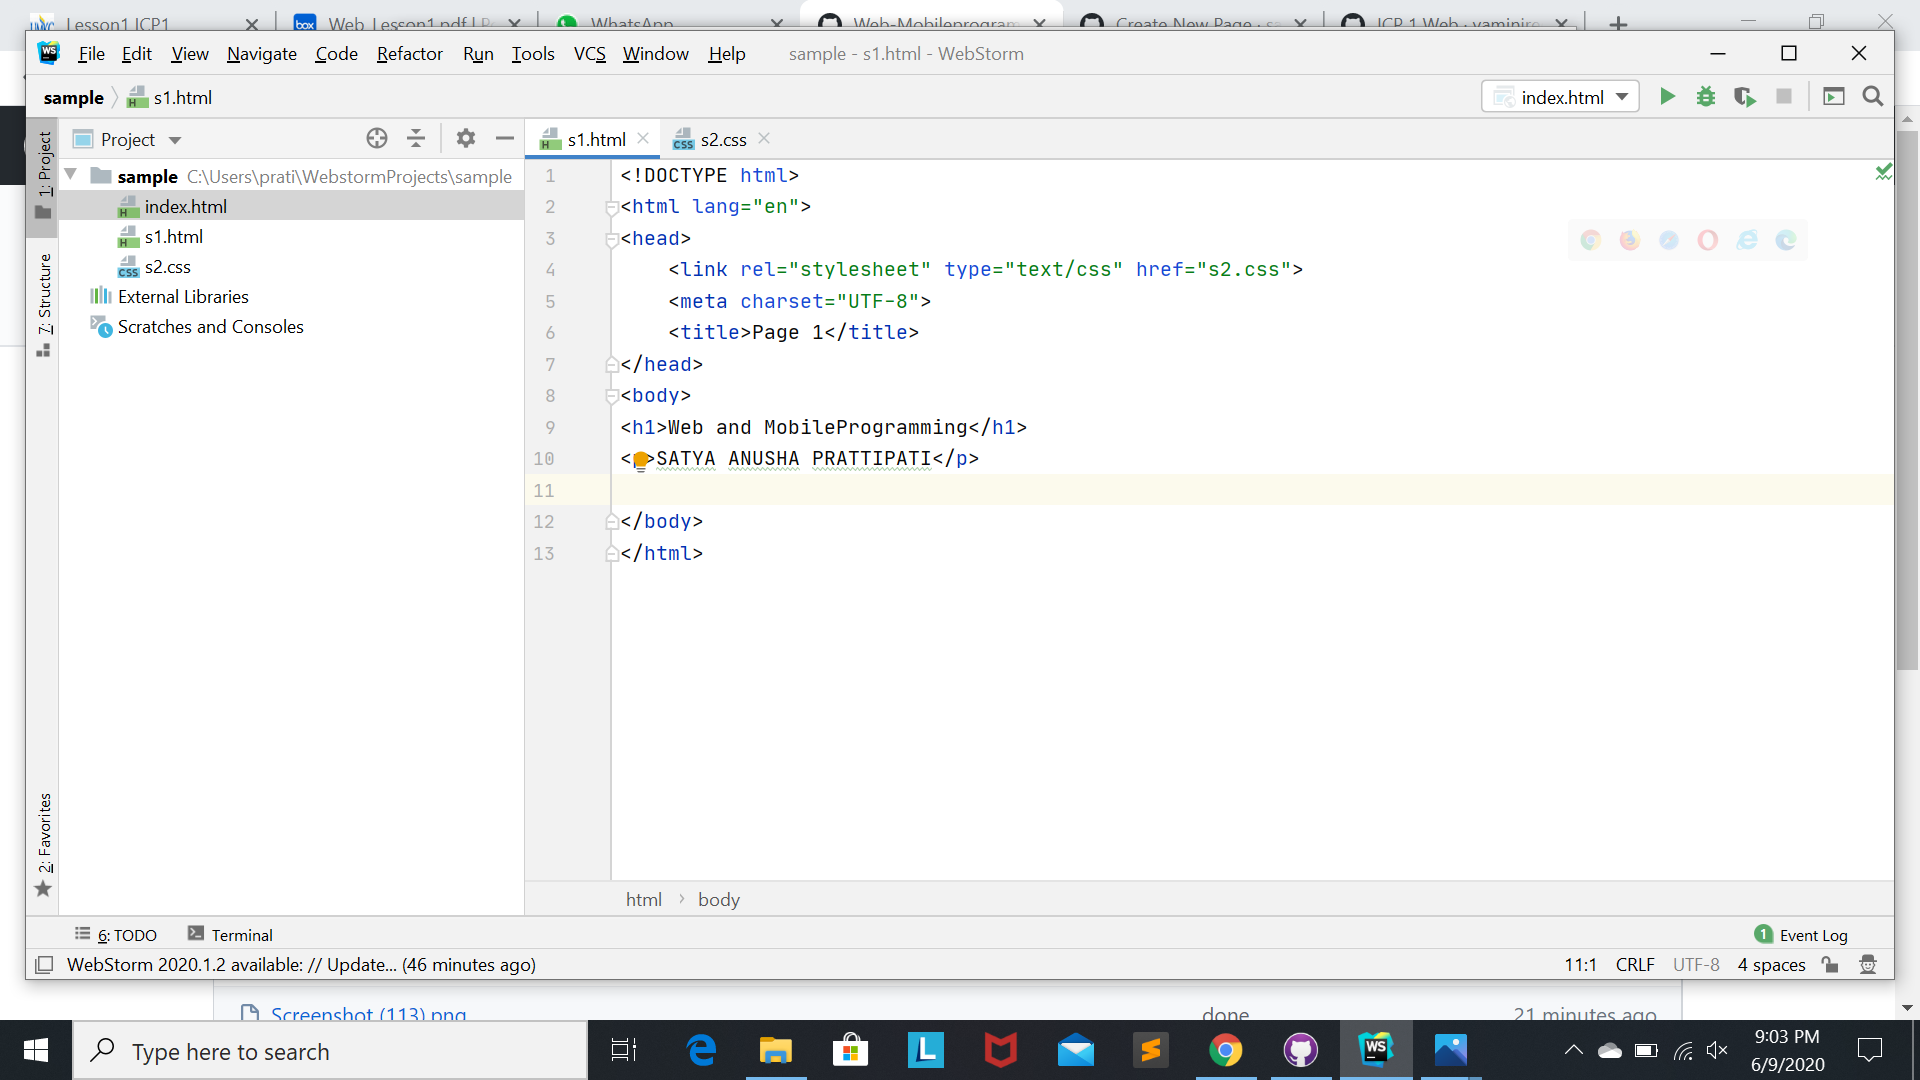 Lesson1 ICP1
Web_Lesson1.pdf | P
WhatsApp
Web-Mobileprogram
Create New Page · sa
ICP 1 Web · yaminire
File Edit View Navigate Code Refactor Run Tools VCS Window Help sample - s1.html - WebStorm
sample s1.html
index.html
1: Project
7: Structure
2: Favorites
Project
sample C:\Users\prati\WebstormProjects\sample
index.html
s1.html
s2.css
External Libraries
Scratches and Consoles
s1.html
s2.css
1 <!DOCTYPE html>
2 <html lang="en">
3 <head>
4 <link rel="stylesheet" type="text/css" href="s2.css">
5 <meta charset="UTF-8">
6 <title>Page 1</title>
7 </head>
8 <body>
9 <h1>Web and MobileProgramming</h1>
10 <p>SATYA ANUSHA PRATTIPATI</p>
11
12 </body>
13 </html>
html › body
6: TODO Terminal
1 Event Log
WebStorm 2020.1.2 available: // Update... (46 minutes ago)
11:1 CRLF UTF-8 4 spaces
Screenshot (113).png done 21 minutes ago
Type here to search
9:03 PM
6/9/2020